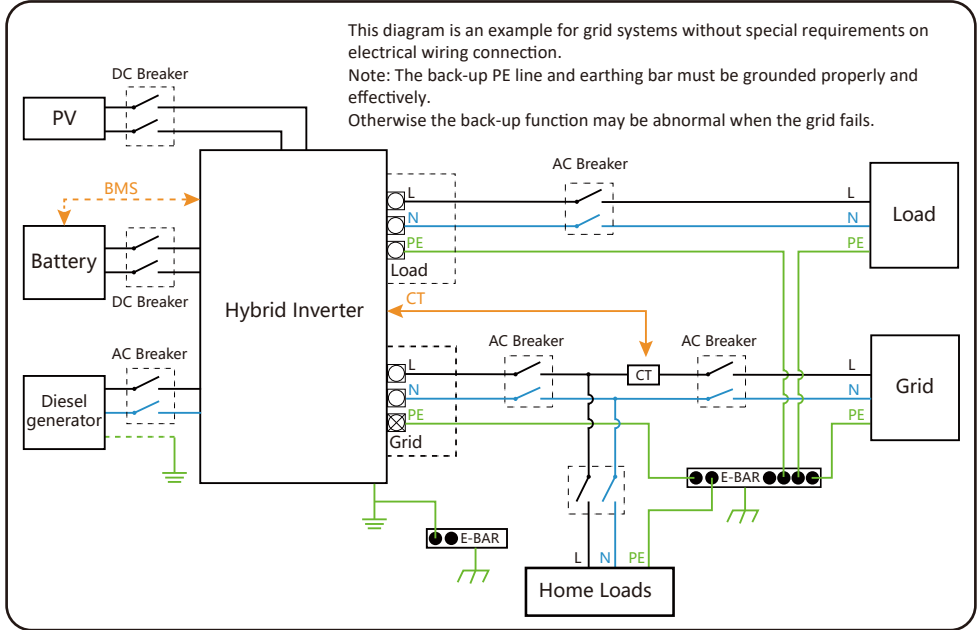 This diagram is an example for grid systems without special requirements on
electrical wiring connection.
Note: The back-up PE line and earthing bar must be grounded properly and
effectively.
Otherwise the back-up function may be abnormal when the grid fails.
DC Breaker
PV
BMS
Battery
DC Breaker
AC Breaker
Diesel
generator
Hybrid Inverter
L
N
PE
Load
CT
L
N
PE
Grid
AC Breaker
L
N
PE
Load
AC Breaker
CT
AC Breaker
L
N
PE
Grid
E-BAR
E-BAR
L
N
PE
Home Loads